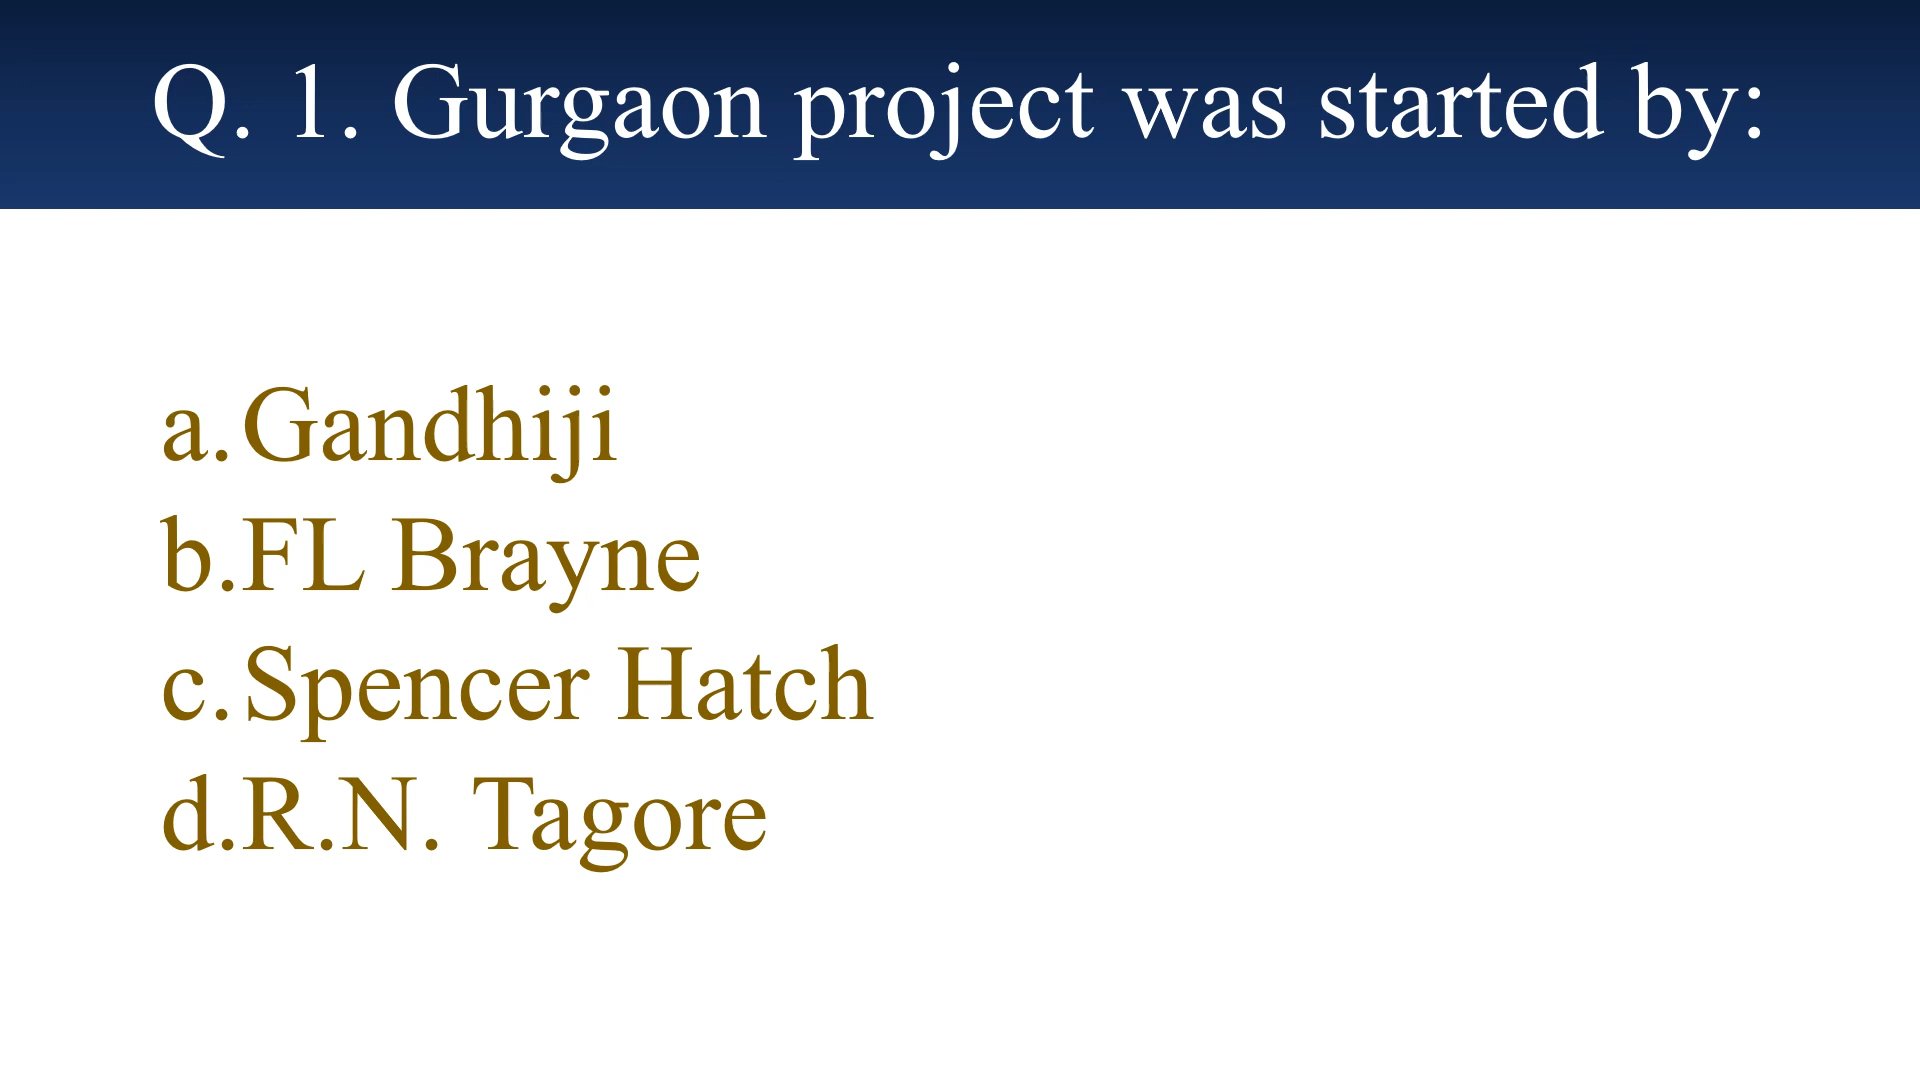 Q. 1. Gurgaon project was started by:
a. Gandhiji
b. FL Brayne
c. Spencer Hatch
d. R.N. Tagore